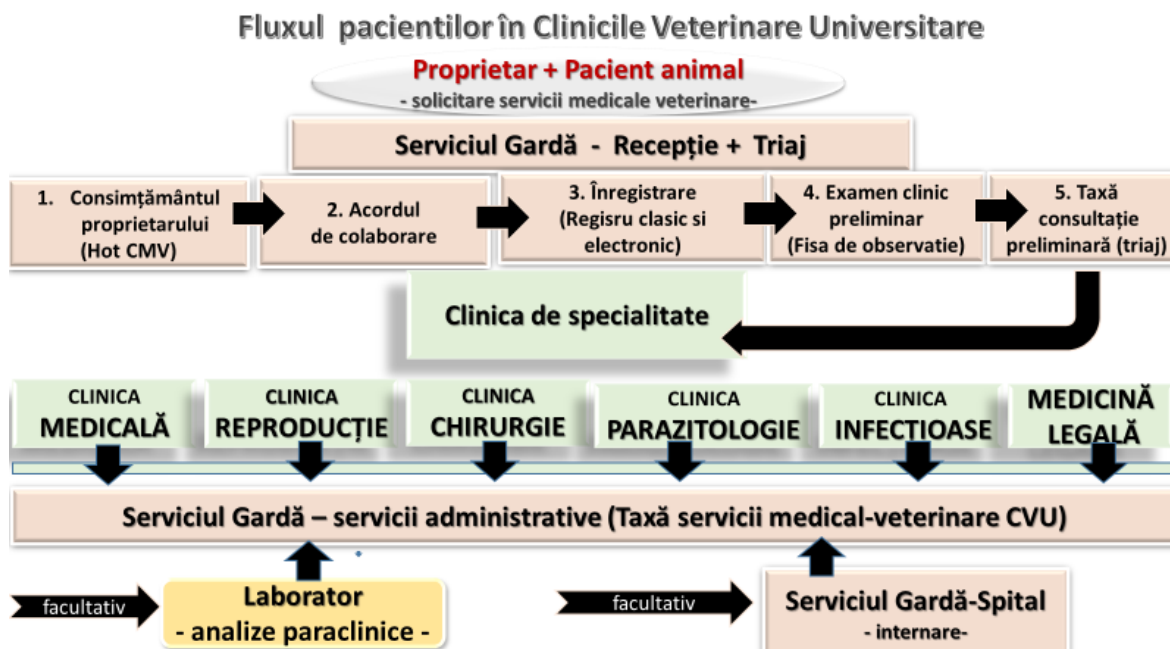 Fluxul pacientilor în Clinicile Veterinare Universitare
Proprietar + Pacient animal
- solicitare servicii medicale veterinare-
Serviciul Gardă - Recepție + Triaj
1. Consimțământul
proprietarului
(Hot CMV)
2. Acordul
de colaborare
3. Înregistrare
(Regisru clasic si
electronic)
4. Examen clinic
preliminar
(Fisa de observatie)
5. Taxă
consultație
preliminară (triaj)
Clinica de specialitate
CLINICA
MEDICALĂ
CLINICA
REPRODUCȚIE
CLINICA
CHIRURGIE
CLINICA
PARAZITOLOGIE
CLINICA
INFECȚIOASE
MEDICINĂ
LEGALĂ
Serviciul Gardă – servicii administrative (Taxă servicii medical-veterinare CVU)
facultativ
Laborator
- analize paraclinice -
facultativ
Serviciul Gardă-Spital
- internare-